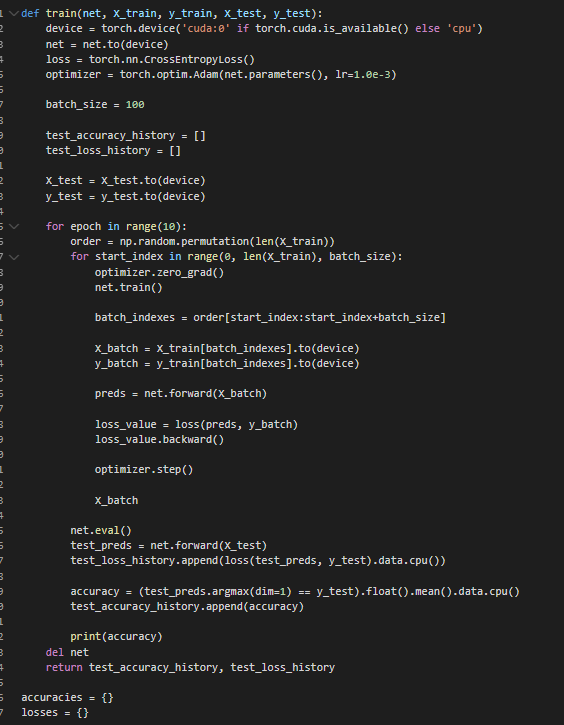 def train(net, X_train, y_train, X_test, y_test):
    device = torch.device('cuda:0' if torch.cuda.is_available() else 'cpu')
    net = net.to(device)
    loss = torch.nn.CrossEntropyLoss()
    optimizer = torch.optim.Adam(net.parameters(), lr=1.0e-3)

    batch_size = 100

    test_accuracy_history = []
    test_loss_history = []

    X_test = X_test.to(device)
    y_test = y_test.to(device)

    for epoch in range(10):
        order = np.random.permutation(len(X_train))
        for start_index in range(0, len(X_train), batch_size):
            optimizer.zero_grad()
            net.train()

            batch_indexes = order[start_index:start_index+batch_size]

            X_batch = X_train[batch_indexes].to(device)
            y_batch = y_train[batch_indexes].to(device)

            preds = net.forward(X_batch)

            loss_value = loss(preds, y_batch)
            loss_value.backward()

            optimizer.step()

            X_batch

        net.eval()
        test_preds = net.forward(X_test)
        test_loss_history.append(loss(test_preds, y_test).data.cpu())

        accuracy = (test_preds.argmax(dim=1) == y_test).float().mean().data.cpu()
        test_accuracy_history.append(accuracy)

        print(accuracy)
    del net
    return test_accuracy_history, test_loss_history

accuracies = {}
losses = {}